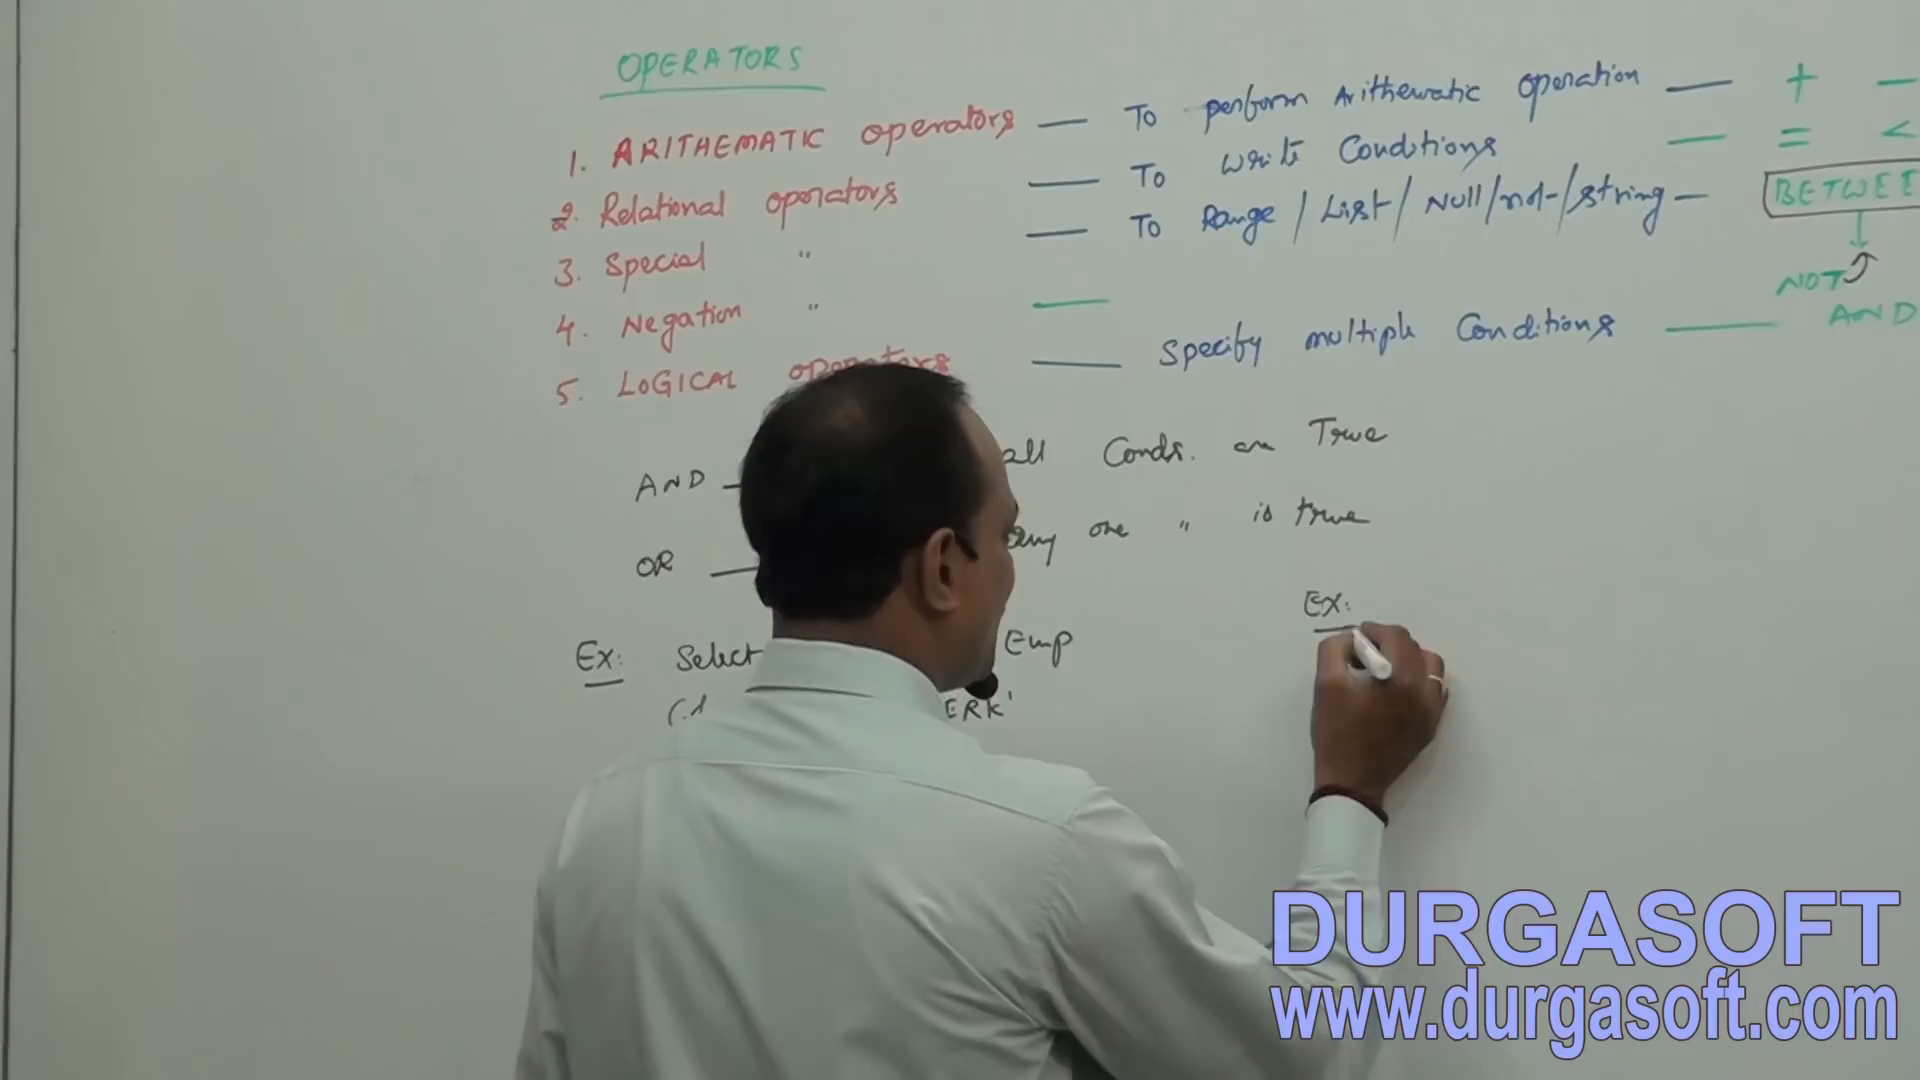 OPERATORS
1. ARITHEMATIC operators — To perform Arithematic operation — + —
2. Relational operators — To write Conditions — = <
3. Special " — To Range / List / Null/not/string — BETWEE
NOT
4. Negation " —
AND
5. LOGICAL operators — Specify multiple Conditions —
AND — all Conds. are True
OR — any one " is true
Ex: Select Emp
ERK'
Ex:
DURGASOFT
www.durgasoft.com